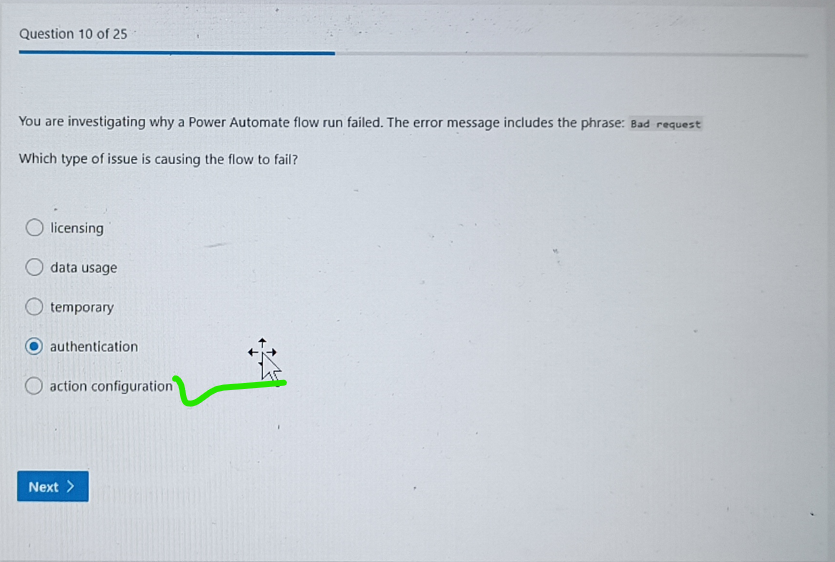 Question 10 of 25
You are investigating why a Power Automate flow run failed. The error message includes the phrase: Bad request
Which type of issue is causing the flow to fail?
licensing
data usage
temporary
authentication
action configuration
Next